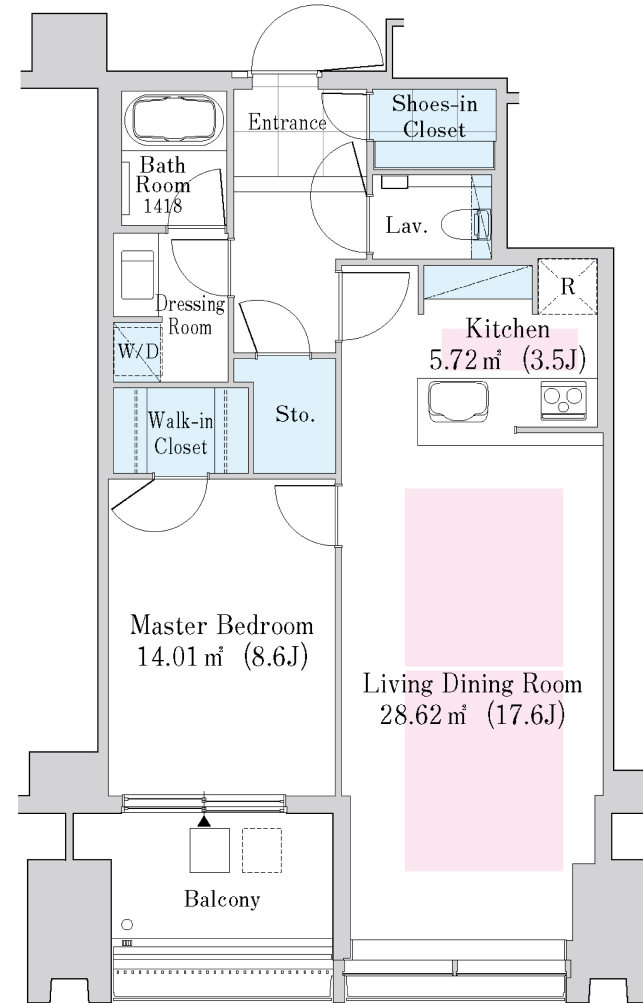 Entrance
Shoes-in
Closet
Bath
Room
1418
Lav.
Dressing
Room
R
Kitchen
5.72㎡ (3.5J)
W/D
Walk-in
Closet
Sto.
Master Bedroom
14.01㎡ (8.6J)
Living Dining Room
28.62㎡ (17.6J)
Balcony